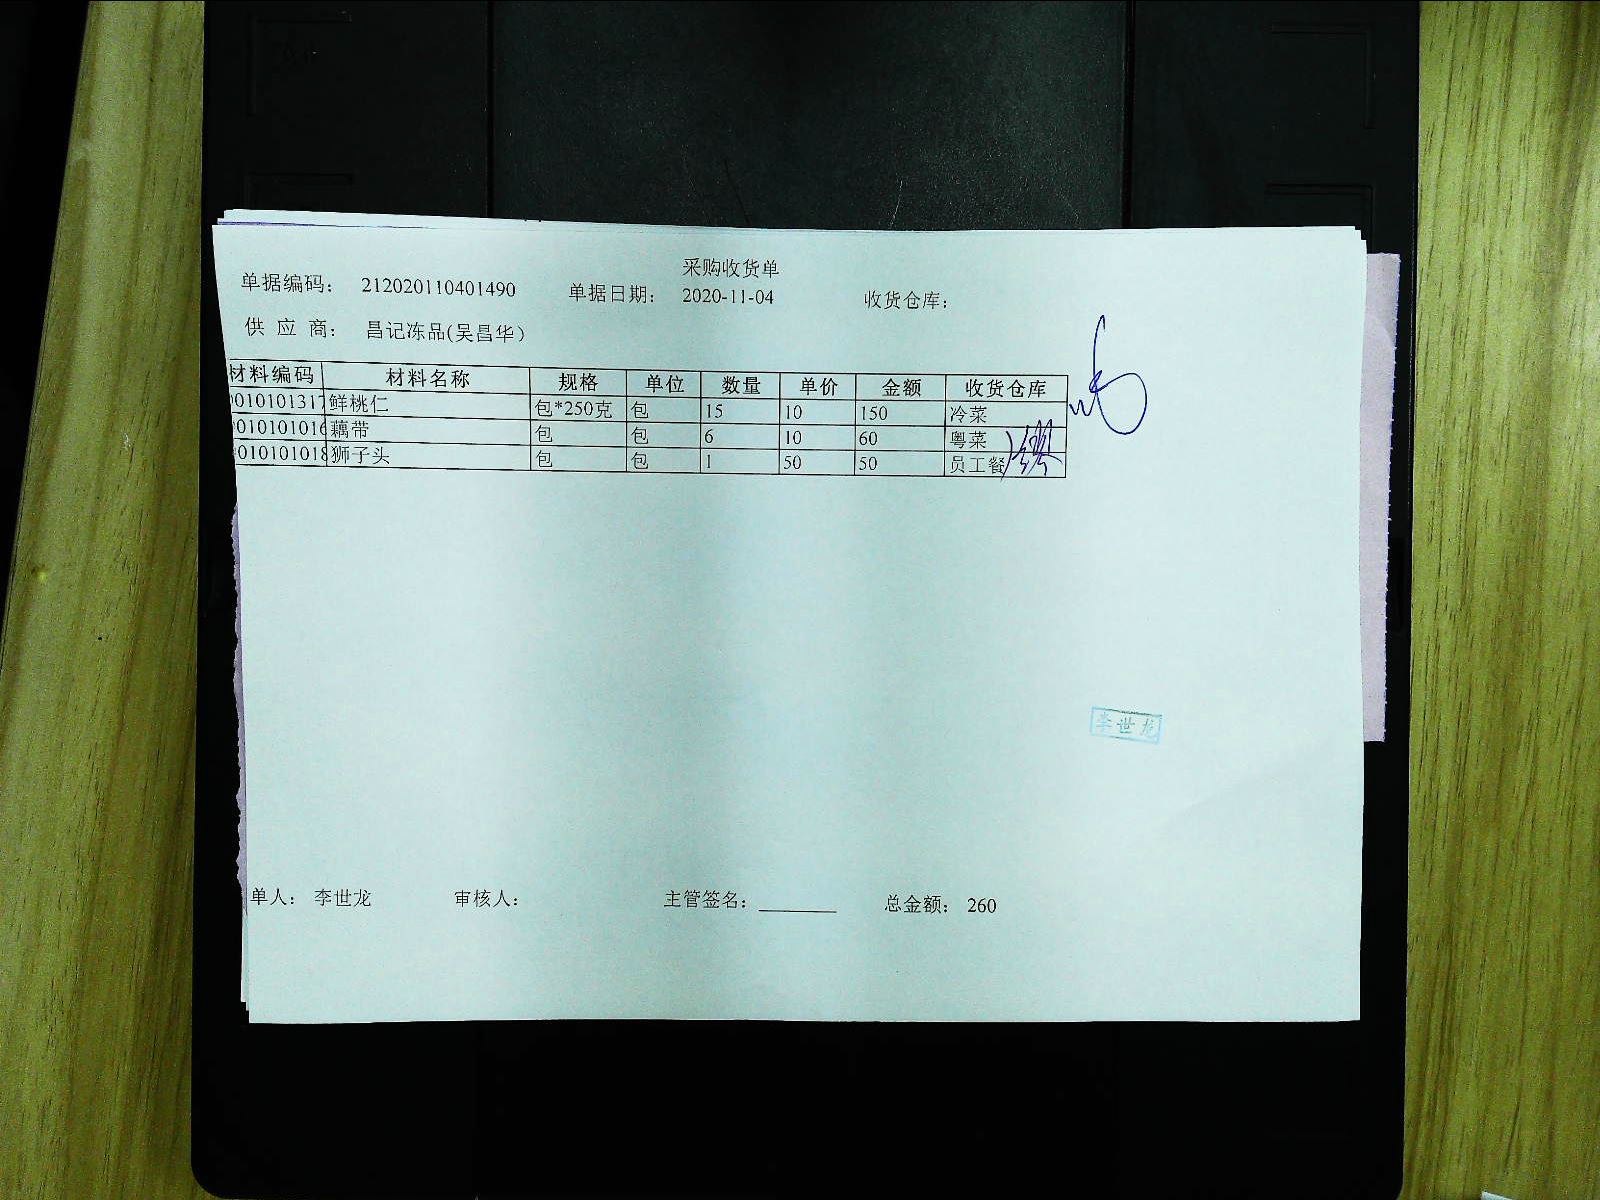 采购收货单
单据编码： 212020110401490 单据日期： 2020-11-04 收货仓库：
供 应 商： 昌记冻品(吴昌华)
材料编码 材料名称 规格 单位 数量 单价 金额 收货仓库
010101317 鲜桃仁 包*250克 包 15 10 150 冷菜
010101016 藕带 包 包 6 10 60 粤菜
010101018 狮子头 包 包 1 50 50 员工餐
李世龙
单人： 李世龙 审核人： 主管签名：________ 总金额： 260